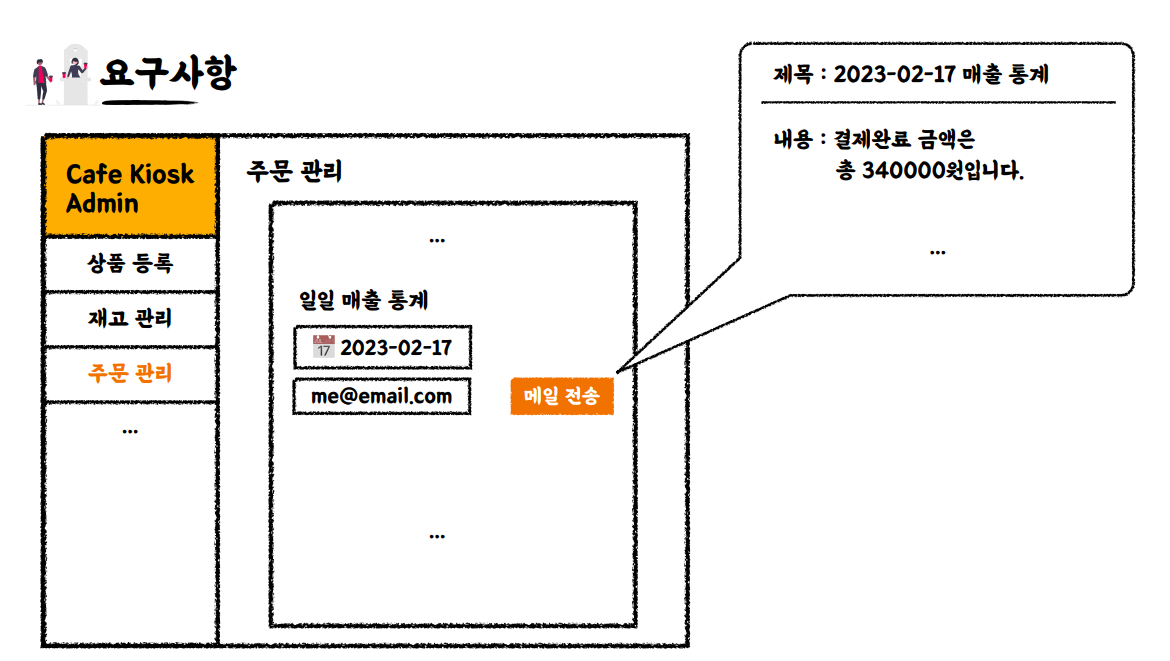 요구사항
Cafe Kiosk
Admin
상품 등록
재고 관리
주문 관리
...
주문 관리
...
일일 매출 통계
17 2023-02-17
me@email.com
메일 전송
...
제목 : 2023-02-17 매출 통계
내용 : 결제완료 금액은
총 340000원입니다.
...